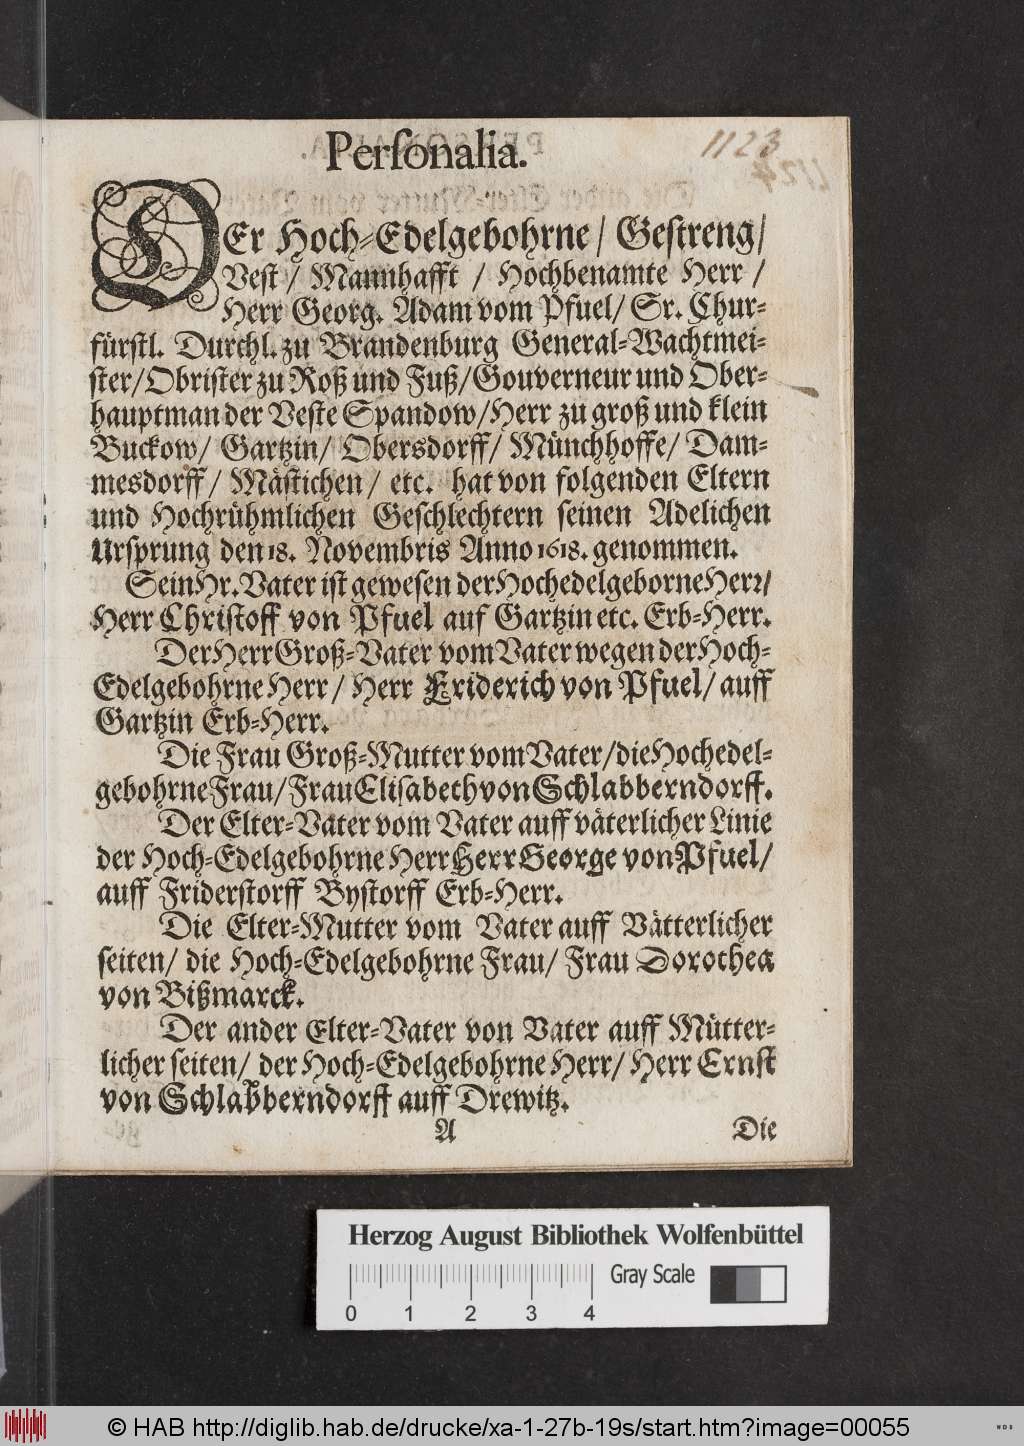 Perſonalia.
1123
DEr Hoch-Edelgebohrne/ Geſtreng/
Veſt / Mannhafft / Hochbenamte Herr /
Herr Georg. Adam vom Pfuel/ Sr. Chur-
fürſtl. Durchl. zu Brandenburg General-Wachtmei-
ſter/Obriſter zu Roß und Fuß/Gouverneur und Ober-
hauptman der Veſte Spandow/Herr zu groß und klein
Buckow/ Gartzin/ Obersdorff/ Münchhoffe/ Dam-
mesdorff/ Mäſtichen/ etc. hat von folgenden Eltern
und Hochrühmlichen Geſchlechtern ſeinen Adelichen
Urſprung den 18. Novembris Anno 1618. genommen.
Sein Hr. Vater iſt geweſen der Hochedelgeborne Herr/
Herr Chriſtoff von Pfuel auf Gartzin etc. Erb-Herr.
Der Herr Groß-Vater vom Vater wegen der Hoch-
Edelgebohrne Herr/ Herr Friderich von Pfuel/ auff
Gartzin Erb-Herr.
Die Frau Groß-Mutter vom Vater/die Hochedel-
gebohrne Frau/Frau Eliſabeth von Schlabberndorff.
Der Elter-Vater vom Vater auff väterlicher Linie
der Hoch-Edelgebohrne Herr Herr George von Pfuel/
auff Friderſtorff Byſtorff Erb-Herr.
Die Elter-Mutter vom Vater auff Vätterlicher
ſeiten/ die Hoch-Edelgebohrne Frau/ Frau Dorothea
von Bißmarck.
Der ander Elter-Vater von Vater auff Mütter-
licher ſeiten/ der Hoch-Edelgebohrne Herr/ Herr Ernſt
von Schlabberndorff auff Drewitz.
A Die
Herzog August Bibliothek Wolfenbüttel
Gray Scale
0 1 2 3 4
© HAB http://diglib.hab.de/drucke/xa-1-27b-19s/start.htm?image=00055